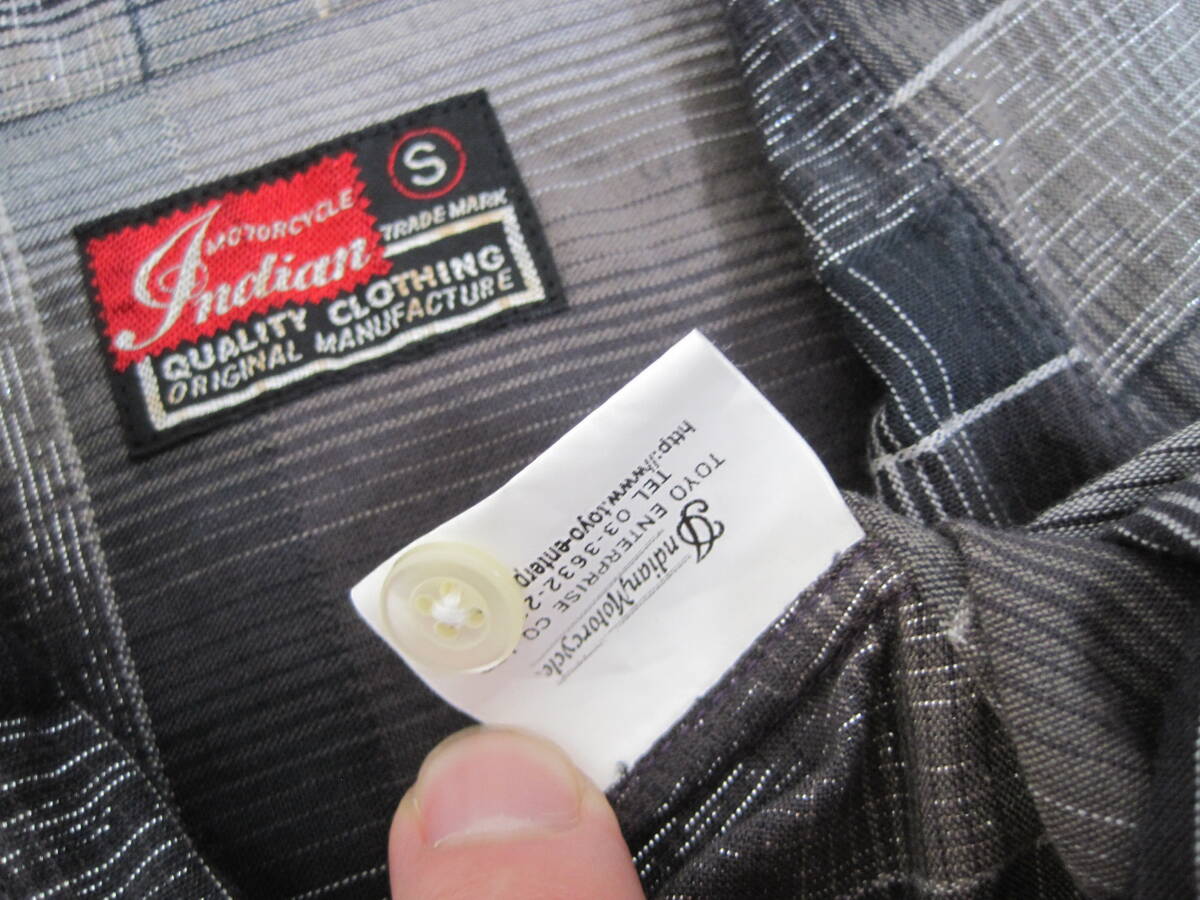 S
MOTORCYCLE
Indian
TRADE MARK
QUALITY CLOTHING
ORIGINAL MANUFACTURE
Indian Motorcycle
TOYO ENTERPRISE CO
TEL 03-3632-2
http://www.toyo-enterp